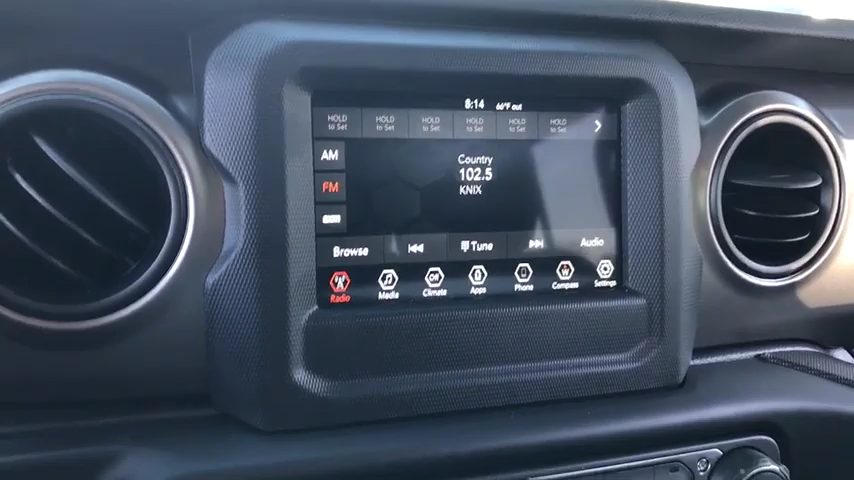 8:14 66°F out
HOLD to Set HOLD to Set HOLD to Set HOLD to Set HOLD to Set HOLD to Set
AM
FM
Country
102.5
KNIX
Browse Tune Audio
Radio Media Off Climate Apps Phone W Compass Settings